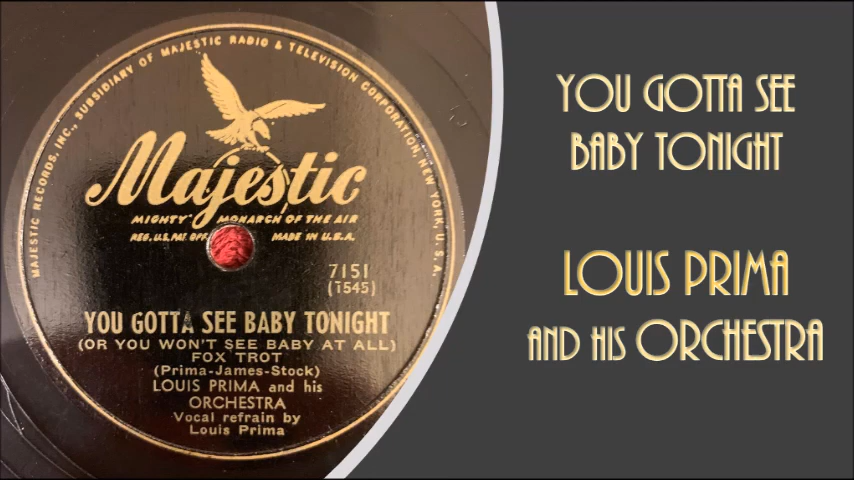 MAJESTIC RECORDS, INC., SUBSIDIARY OF MAJESTIC RADIO & TELEVISION CORPORATION, NEW YORK, U.S.A.
Majestic
MIGHTY MONARCH OF THE AIR
REG. U.S. PAT. OFF. MADE IN U.S.A.
7151
(1545)
YOU GOTTA SEE BABY TONIGHT
(OR YOU WON'T SEE BABY AT ALL)
FOX TROT
(Prima-James-Stock)
LOUIS PRIMA and his
ORCHESTRA
Vocal refrain by
Louis Prima
YOU GOTTA SEE
BABY TONIGHT
LOUIS PRIMA
AND HIS ORCHESTRA